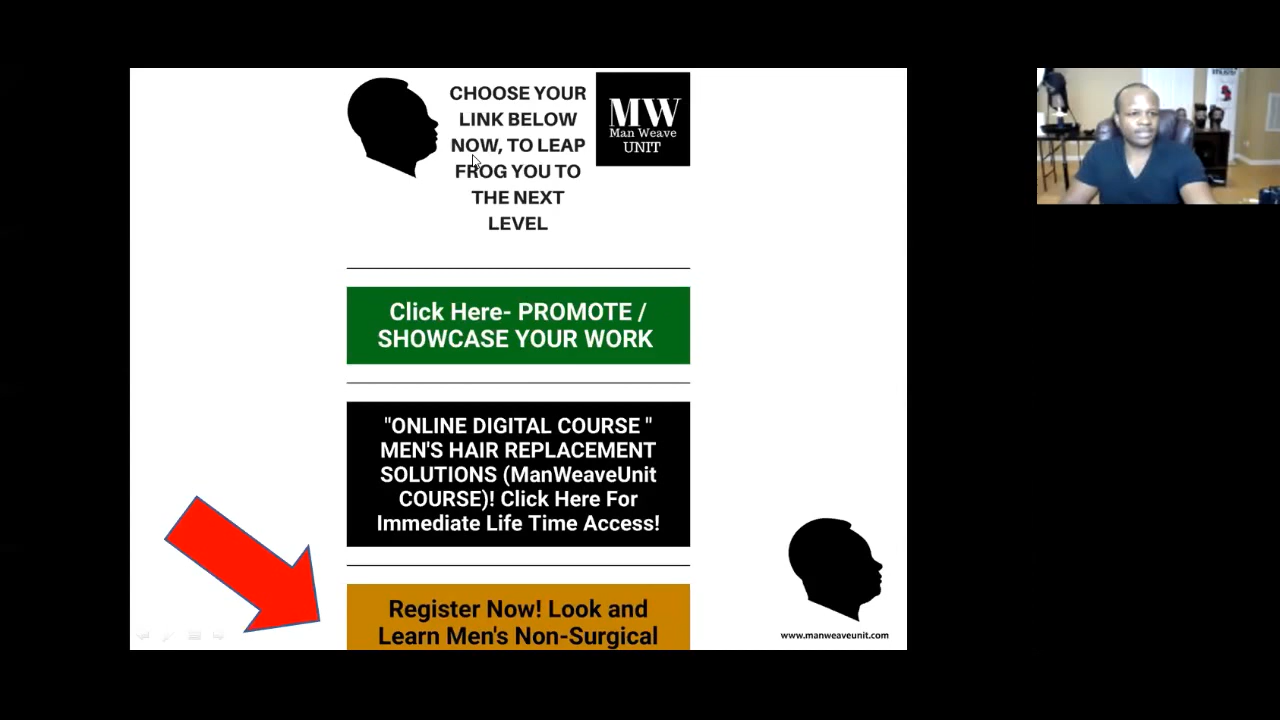 CHOOSE YOUR
LINK BELOW
NOW, TO LEAP
FROG YOU TO
THE NEXT
LEVEL
MW
Man Weave
UNIT
Click Here- PROMOTE /
SHOWCASE YOUR WORK
"ONLINE DIGITAL COURSE "
MEN'S HAIR REPLACEMENT
SOLUTIONS (ManWeaveUnit
COURSE)! Click Here For
Immediate Life Time Access!
Register Now! Look and
Learn Men's Non-Surgical
www.manweaveunit.com